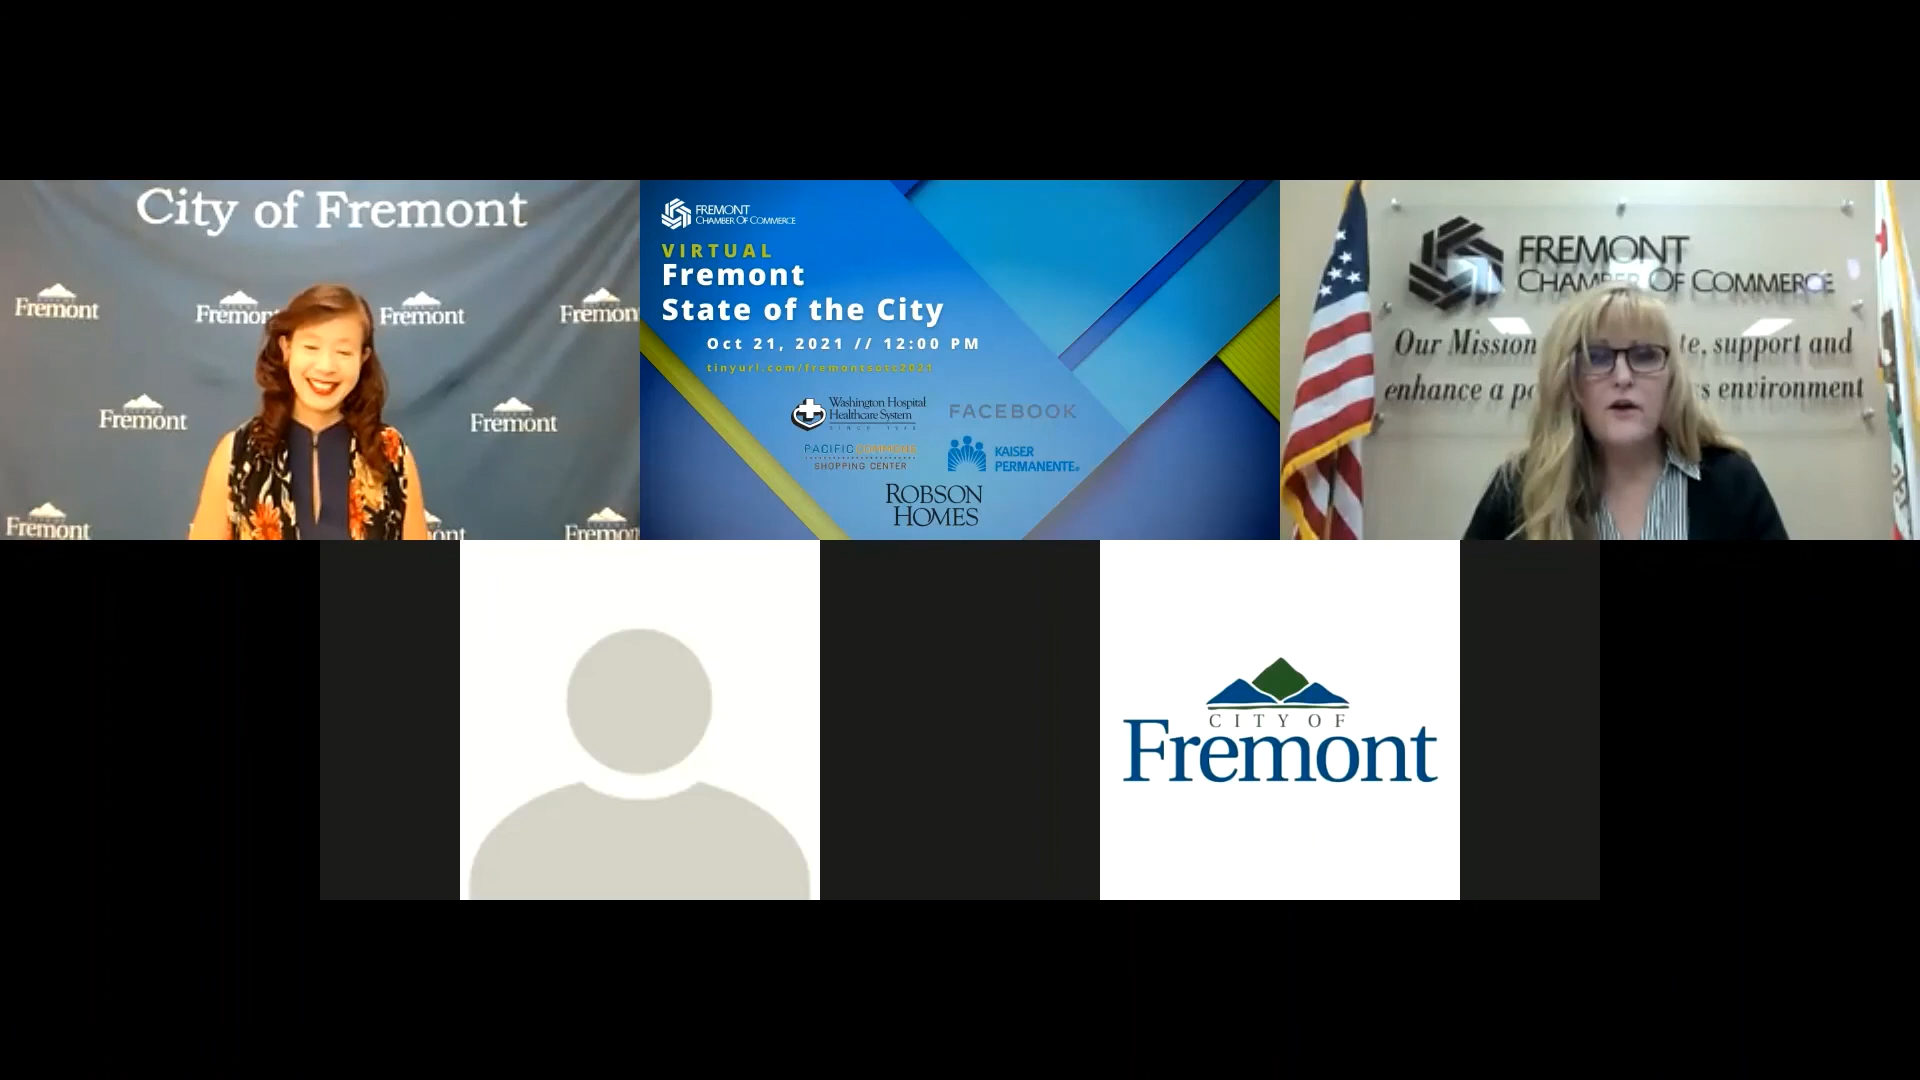 City of Fremont
Fremont
Fremont
Fremont
Fremont
Fremont
Fremont
Fremont
FREMONT
CHAMBER OF COMMERCE
VIRTUAL
Fremont
State of the City
Oct 21, 2021 // 12:00 PM
tinyurl.com/fremontsotc2021
Washington Hospital
Healthcare System
FACEBOOK
PACIFIC COMMONS
SHOPPING CENTER
KAISER
PERMANENTE®
ROBSON
HOMES
FREMONT
CHAMBER OF COMMERCE
Our Mission te, support and
enhance a s environment
CITY OF
Fremont